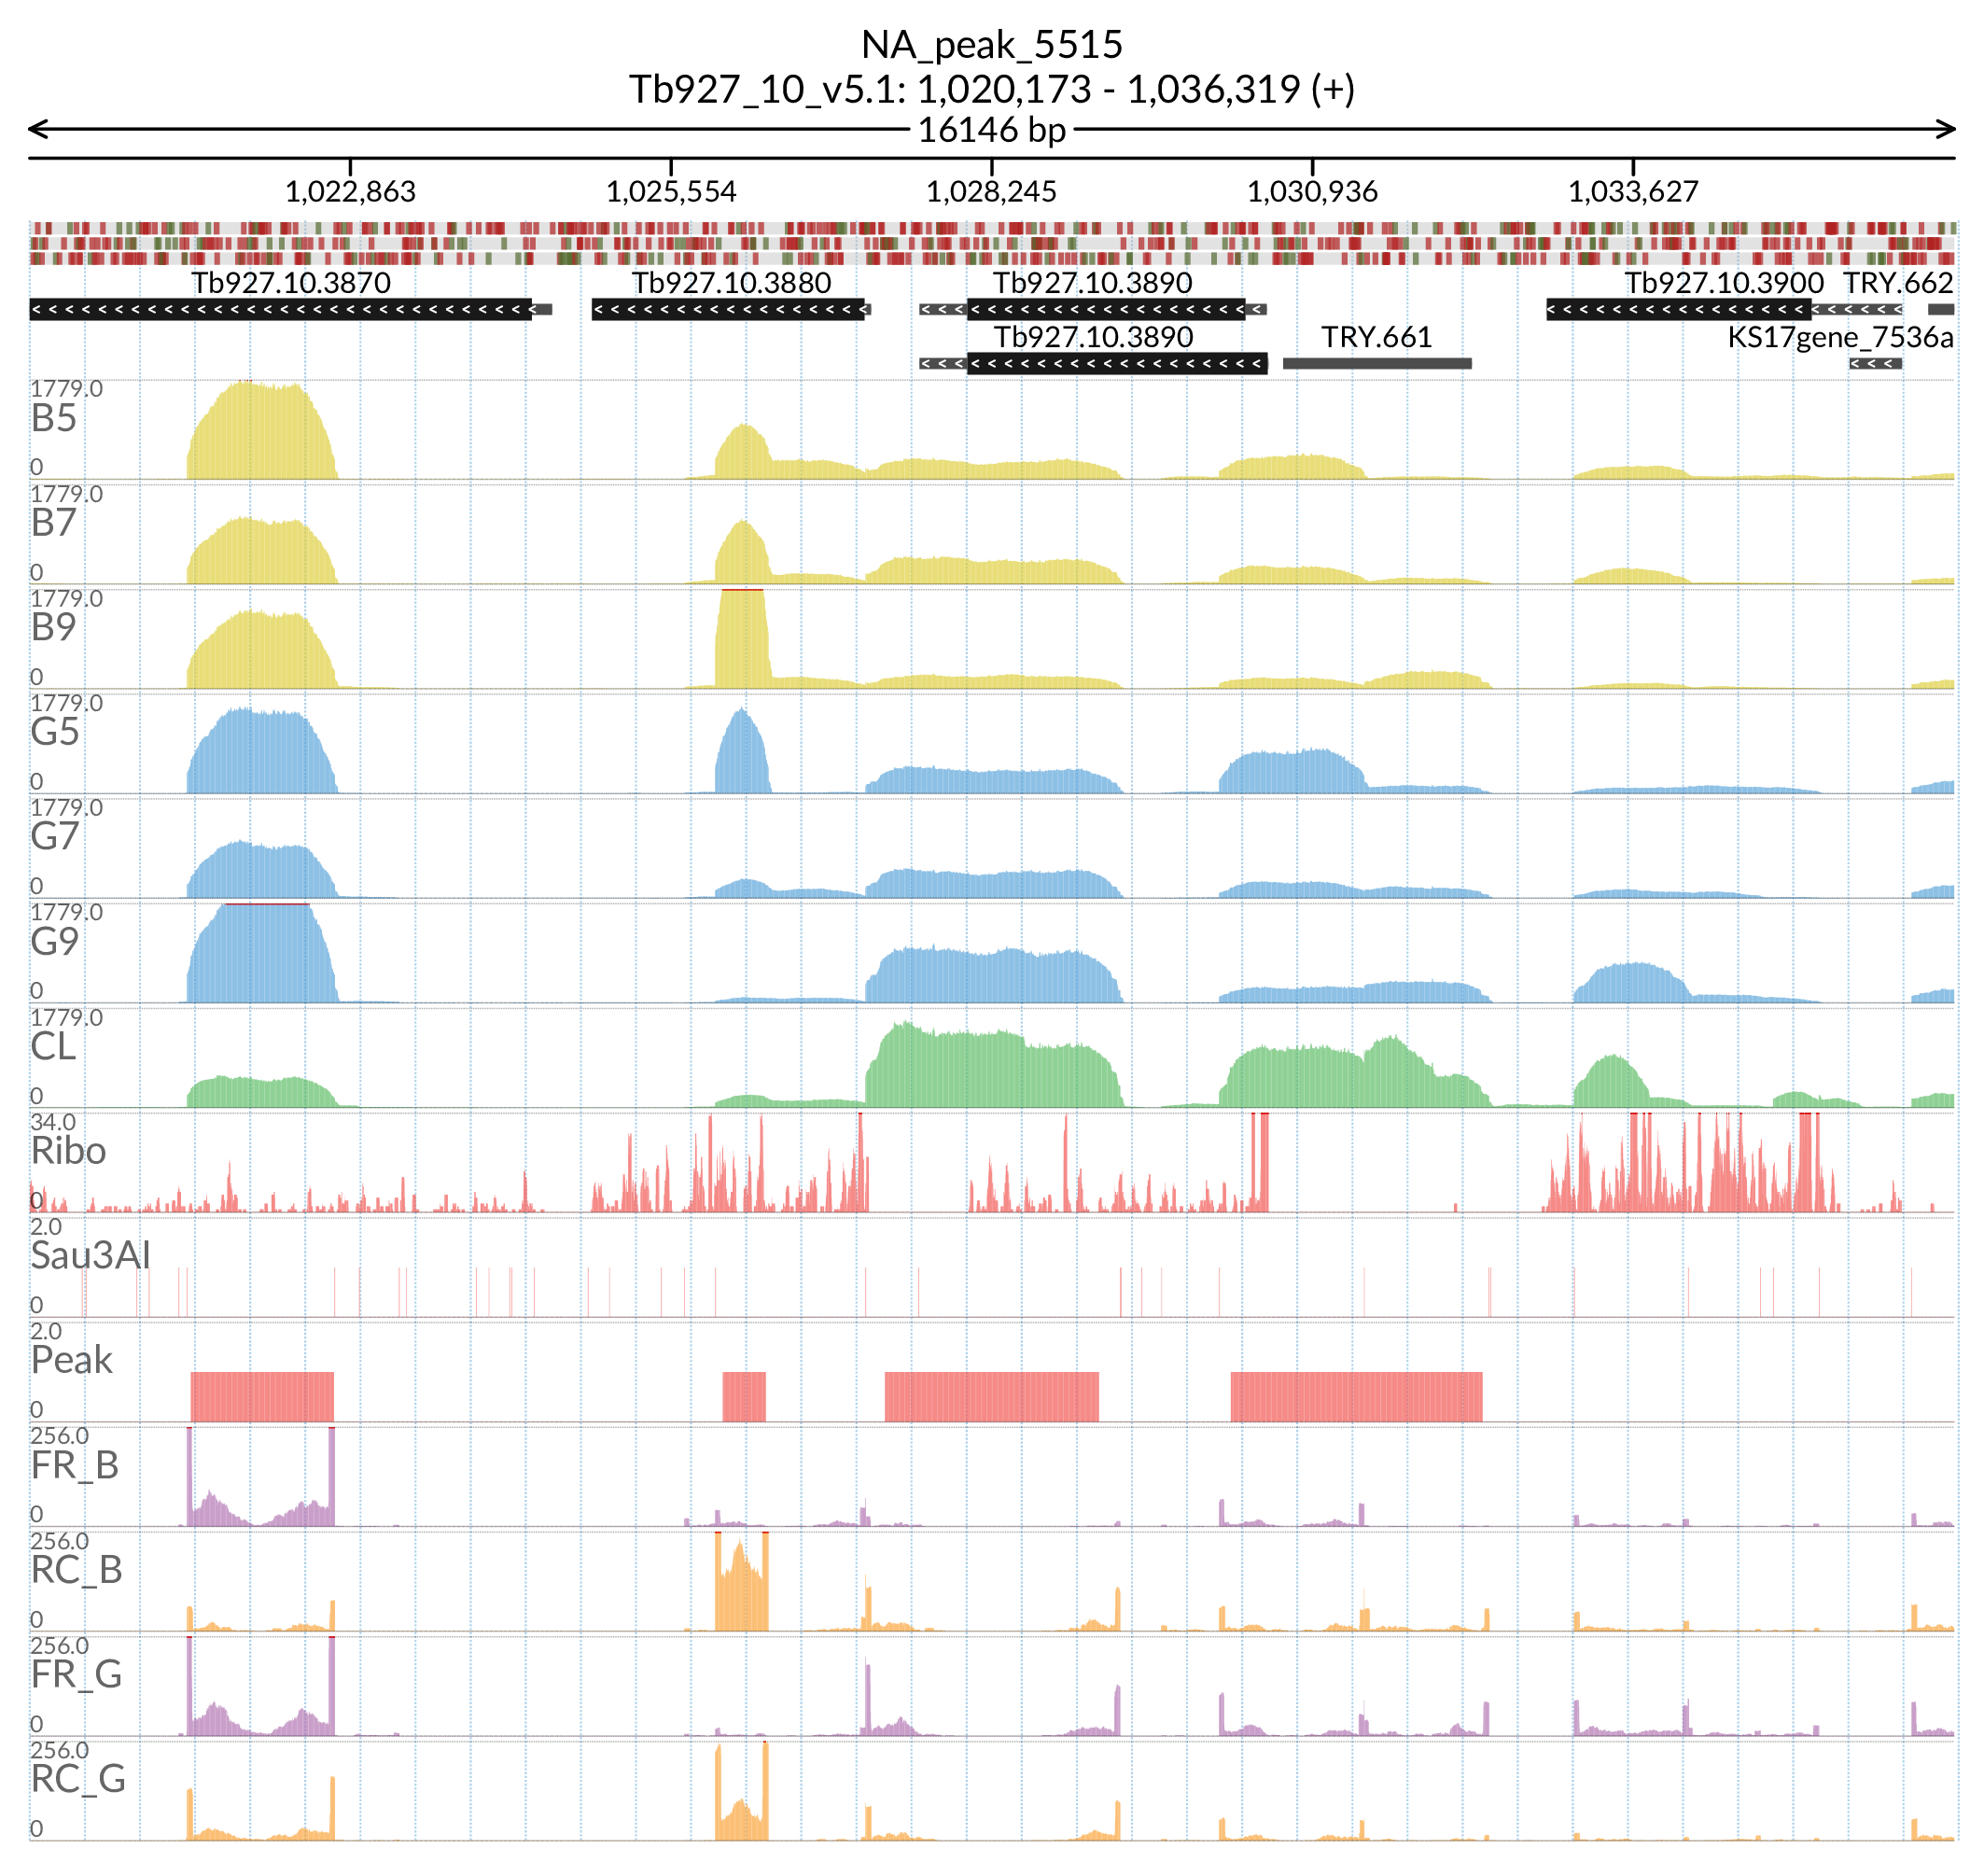 NA_peak_5515
Tb927_10_v5.1: 1,020,173 - 1,036,319 (+)
16146 bp
1,022,863 1,025,554 1,028,245 1,030,936 1,033,627
Tb927.10.3870 Tb927.10.3880 Tb927.10.3890 Tb927.10.3900 TRY.662
Tb927.10.3890 TRY.661 KS17gene_7536a
1779.0
B5
0
1779.0
B7
0
1779.0
B9
0
1779.0
G5
0
1779.0
G7
0
1779.0
G9
0
1779.0
CL
0
34.0
Ribo
0
2.0
Sau3AI
0
2.0
Peak
0
256.0
FR_B
0
256.0
RC_B
0
256.0
FR_G
0
256.0
RC_G
0